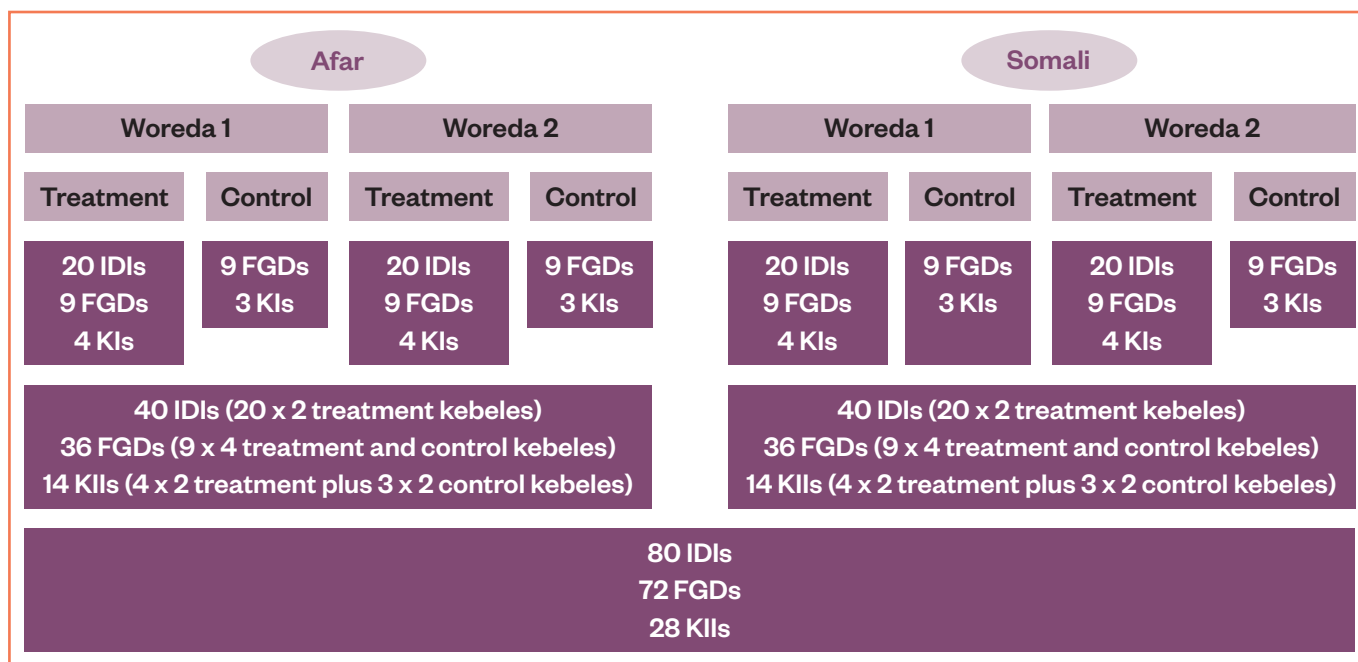 Afar
Somali
Woreda 1
Woreda 2
Woreda 1
Woreda 2
Treatment
Control
Treatment
Control
Treatment
Control
Treatment
Control
20 IDIs
9 FGDs
4 KIs
9 FGDs
3 KIs
20 IDIs
9 FGDs
4 KIs
9 FGDs
3 KIs
20 IDIs
9 FGDs
4 KIs
9 FGDs
3 KIs
20 IDIs
9 FGDs
4 KIs
9 FGDs
3 KIs
40 IDIs (20 x 2 treatment kebeles)
36 FGDs (9 x 4 treatment and control kebeles)
14 KIIs (4 x 2 treatment plus 3 x 2 control kebeles)
40 IDIs (20 x 2 treatment kebeles)
36 FGDs (9 x 4 treatment and control kebeles)
14 KIIs (4 x 2 treatment plus 3 x 2 control kebeles)
80 IDIs
72 FGDs
28 KIIs